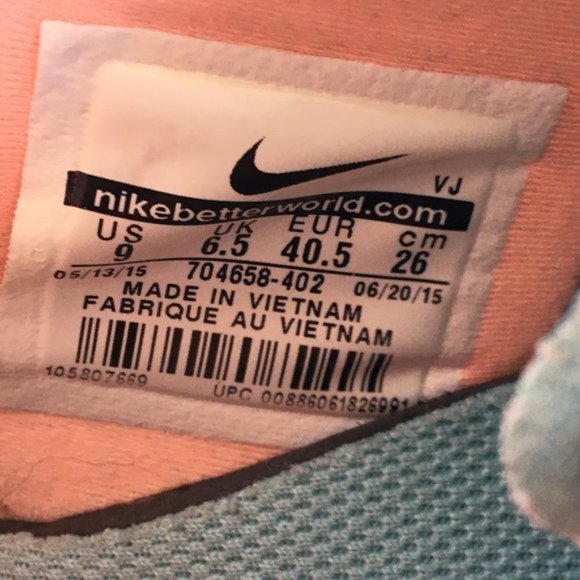 VJ
nikebetterworld.com
US UK EUR cm
9 6.5 40.5 26
05/13/15 704658-402 06/20/15
MADE IN VIETNAM
FABRIQUE AU VIETNAM
105807669
UPC 00886061826991